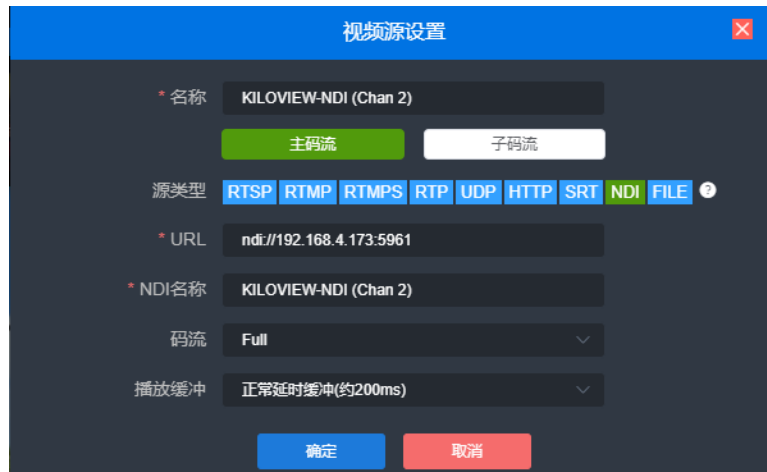 视频源设置
* 名称 KILOVIEW-NDI (Chan 2)
主码流 子码流
源类型 RTSP RTMP RTMPS RTP UDP HTTP SRT NDI FILE ?
* URL ndi://192.168.4.173:5961
* NDI名称 KILOVIEW-NDI (Chan 2)
码流 Full
播放缓冲 正常延时缓冲(约200ms)
确定 取消